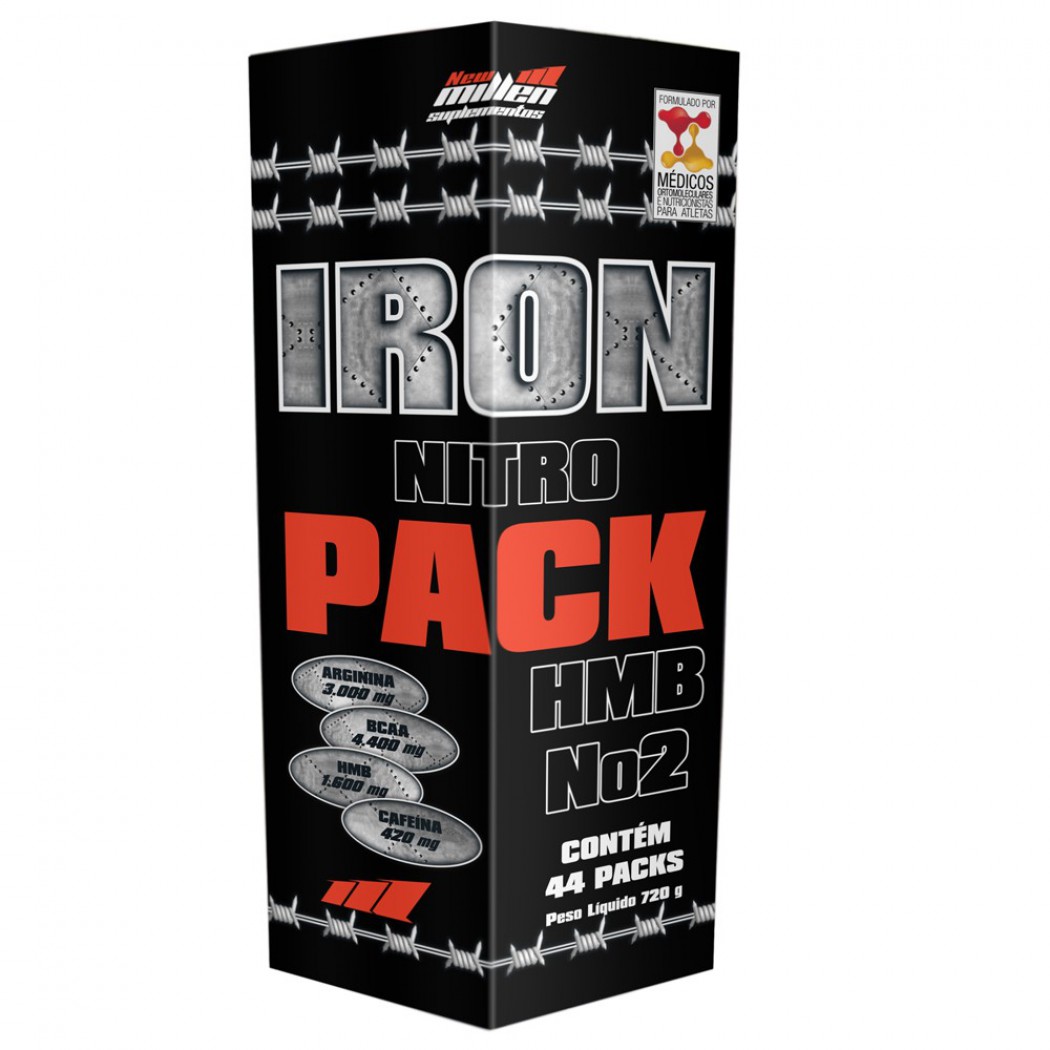 New
millen
suplementos
FORMULADO POR
MÉDICOS
ORTOMOLECULARES
E NUTRICIONISTAS
PARA ATLETAS
IRON
NITRO
PACK
HMB
No2
ARGININA
3.000 mg
BCAA
4.400 mg
HMB
1.600 mg
CAFEÍNA
420 mg
CONTÉM
44 PACKS
Peso Líquido 720 g